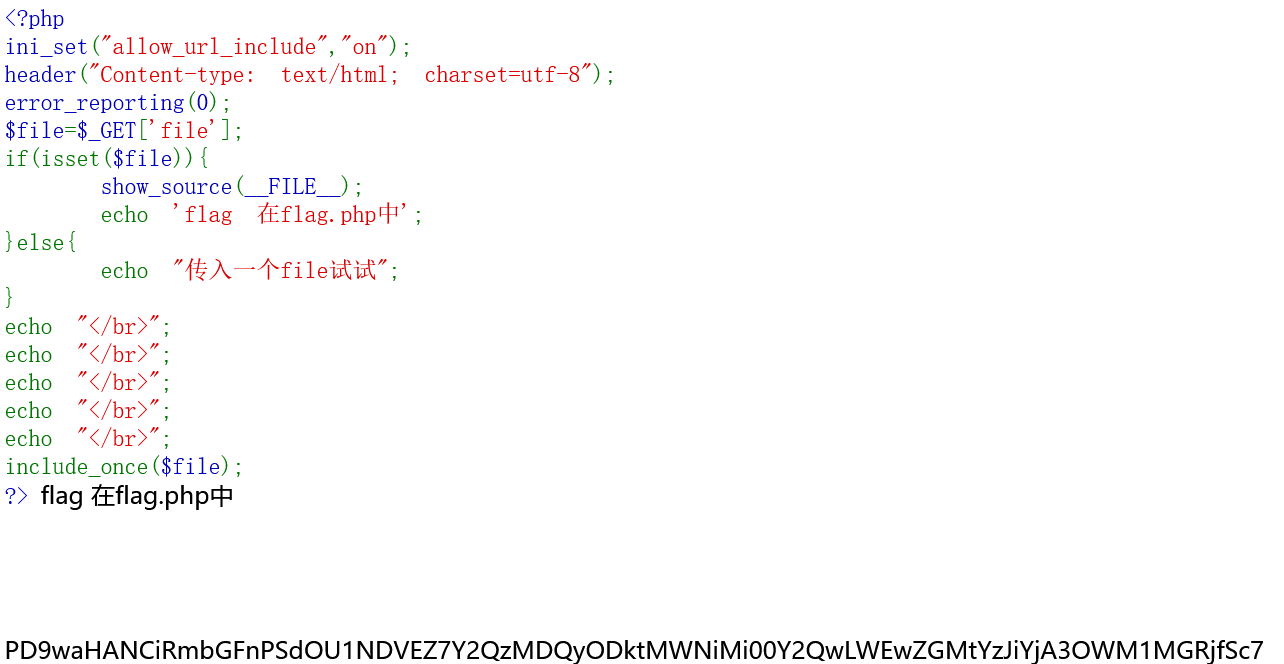 <?php
ini_set("allow_url_include","on");
header("Content-type: text/html; charset=utf-8");
error_reporting(0);
$file=$_GET['file'];
if(isset($file)){
        show_source(__FILE__);
        echo 'flag 在flag.php中';
}else{
        echo "传入一个file试试";
}
echo "</br>";
echo "</br>";
echo "</br>";
echo "</br>";
echo "</br>";
include_once($file);
?> flag 在flag.php中
PD9waHANCiRmbGFnPSdOU1NDVEZ7Y2QzMDQyODktMWNiMi00Y2QwLWEwZGMtYzJiYjA3OWM1MGRjfSc7